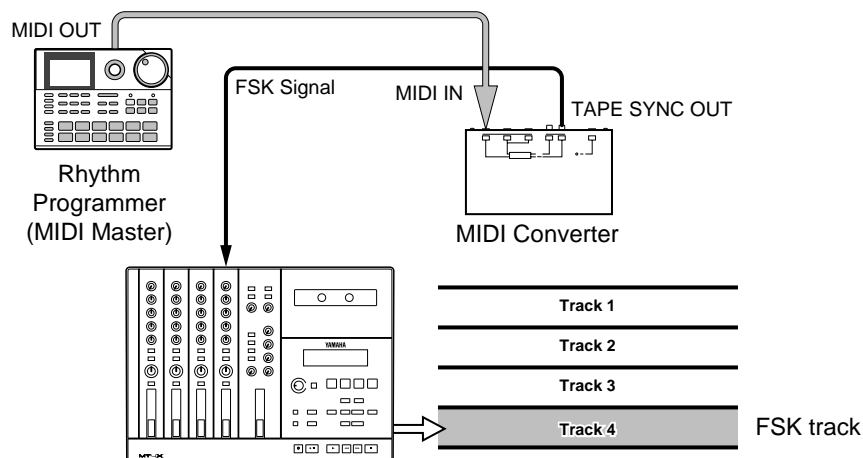 MIDI OUT
FSK Signal
MIDI IN
TAPE SYNC OUT
Rhythm
Programmer
(MIDI Master)
MIDI Converter
YAMAHA
Track 1
Track 2
Track 3
Track 4
FSK track